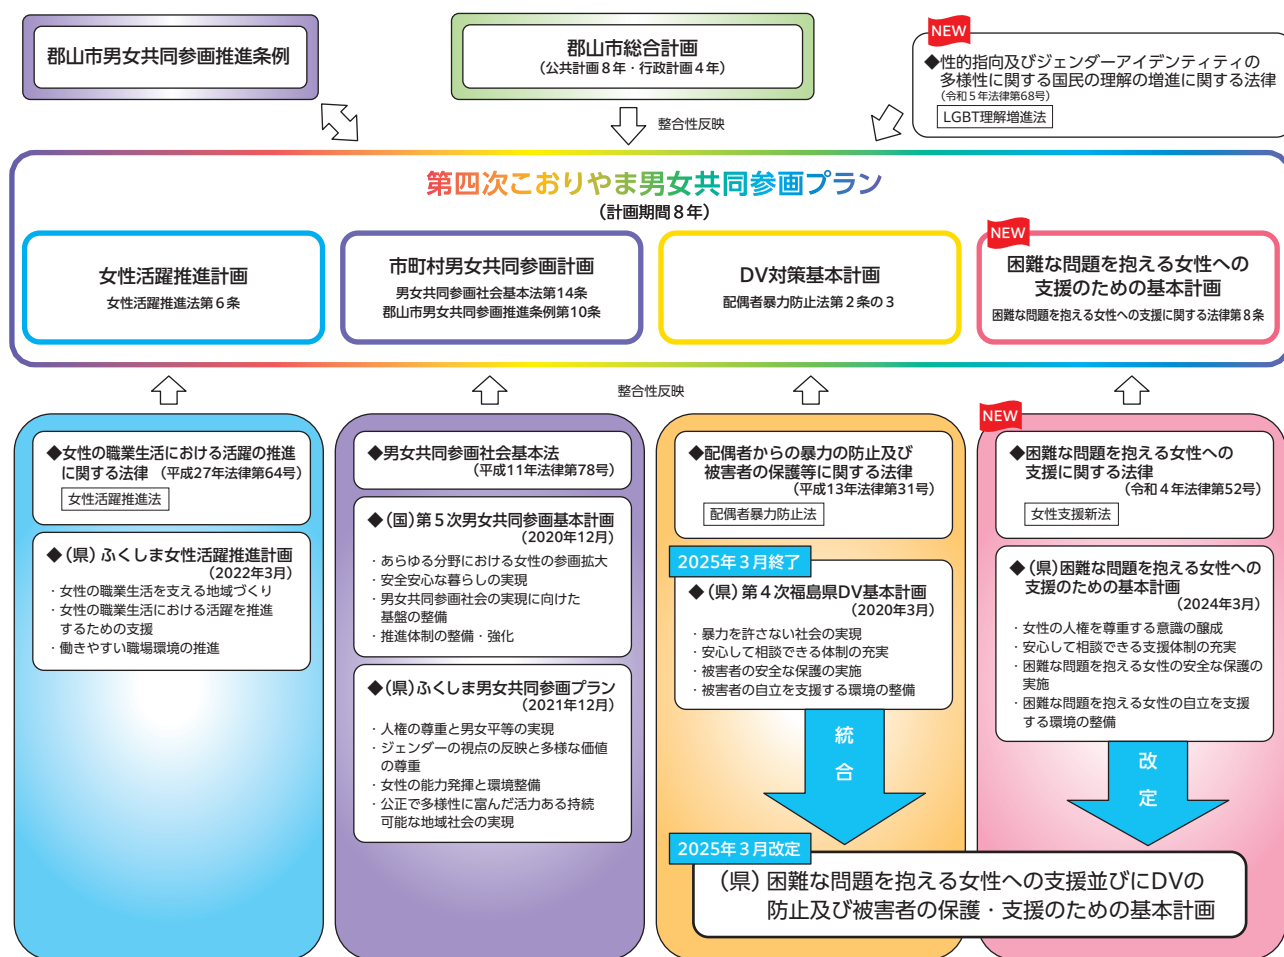 郡山市男女共同参画推進条例
郡山市総合計画
(公共計画8年・行政計画4年)
NEW
◆性的指向及びジェンダーアイデンティティの
多様性に関する国民の理解の増進に関する法律
(令和5年法律第68号)
LGBT理解増進法
整合性反映
第四次こおりやま男女共同参画プラン
(計画期間8年)
女性活躍推進計画
女性活躍推進法第6条
市町村男女共同参画計画
男女共同参画社会基本法第14条
郡山市男女共同参画推進条例第10条
DV対策基本計画
配偶者暴力防止法第2条の3
NEW
困難な問題を抱える女性への
支援のための基本計画
困難な問題を抱える女性への支援に関する法律第8条
整合性反映
◆女性の職業生活における活躍の推進
に関する法律 (平成27年法律第64号)
女性活躍推進法
◆(県)ふくしま女性活躍推進計画
(2022年3月)
・女性の職業生活を支える地域づくり
・女性の職業生活における活躍を推進
するための支援
・働きやすい職場環境の推進
◆男女共同参画社会基本法
(平成11年法律第78号)
◆(国)第5次男女共同参画基本計画
(2020年12月)
・あらゆる分野における女性の参画拡大
・安全安心な暮らしの実現
・男女共同参画社会の実現に向けた
基盤の整備
・推進体制の整備・強化
◆(県)ふくしま男女共同参画プラン
(2021年12月)
・人権の尊重と男女平等の実現
・ジェンダーの視点の反映と多様な価値
の尊重
・女性の能力発揮と環境整備
・公正で多様性に富んだ活力ある持続
可能な地域社会の実現
◆配偶者からの暴力の防止及び
被害者の保護等に関する法律
(平成13年法律第31号)
配偶者暴力防止法
2025年3月終了
◆(県)第4次福島県DV基本計画
(2020年3月)
・暴力を許さない社会の実現
・安心して相談できる体制の充実
・被害者の安全な保護の実施
・被害者の自立を支援する環境の整備
統
合
NEW
◆困難な問題を抱える女性への
支援に関する法律
(令和4年法律第52号)
女性支援新法
◆(県)困難な問題を抱える女性への
支援のための基本計画
(2024年3月)
・女性の人権を尊重する意識の醸成
・安心して相談できる支援体制の充実
・困難な問題を抱える女性の安全な保護の
実施
・困難な問題を抱える女性の自立を支援
する環境の整備
改
定
2025年3月改定
(県)困難な問題を抱える女性への支援並びにDVの
防止及び被害者の保護・支援のための基本計画